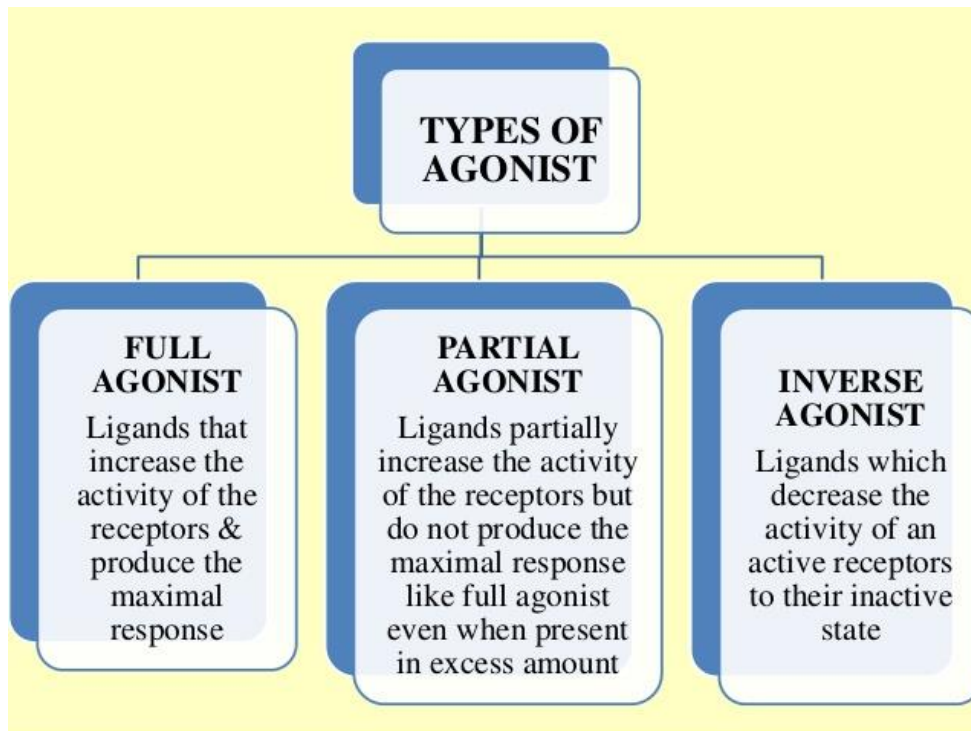 TYPES OF
AGONIST
FULL
AGONIST
Ligands that
increase the
activity of the
receptors &
produce the
maximal
response
PARTIAL
AGONIST
Ligands partially
increase the activity
of the receptors but
do not produce the
maximal response
like full agonist
even when present
in excess amount
INVERSE
AGONIST
Ligands which
decrease the
activity of an
active receptors
to their inactive
state